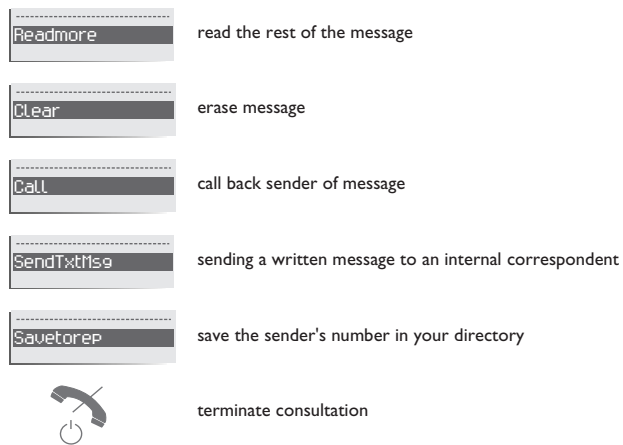 Readmore
read the rest of the message
Clear
erase message
Call
call back sender of message
SendTxtMsg
sending a written message to an internal correspondent
Savetorep
save the sender's number in your directory
terminate consultation